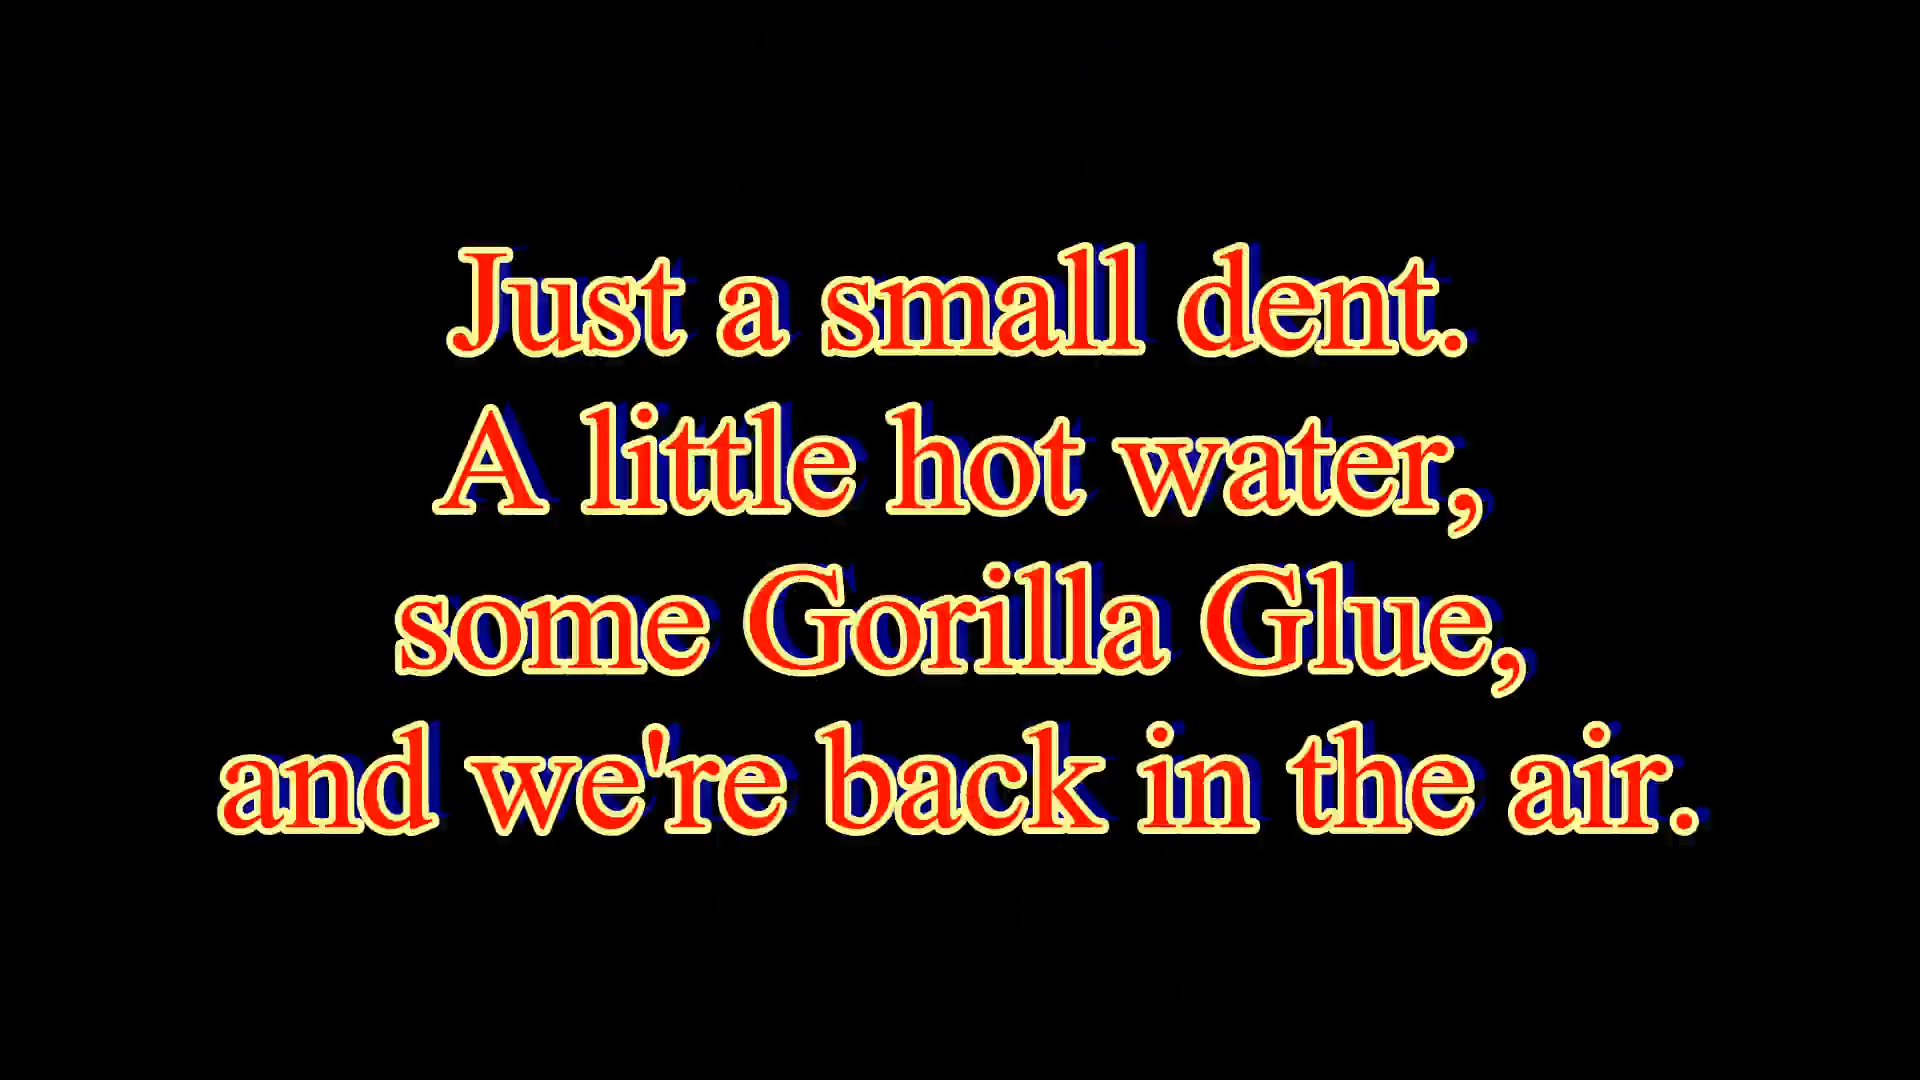 Just a small dent.
A little hot water,
some Gorilla Glue,
and we're back in the air.